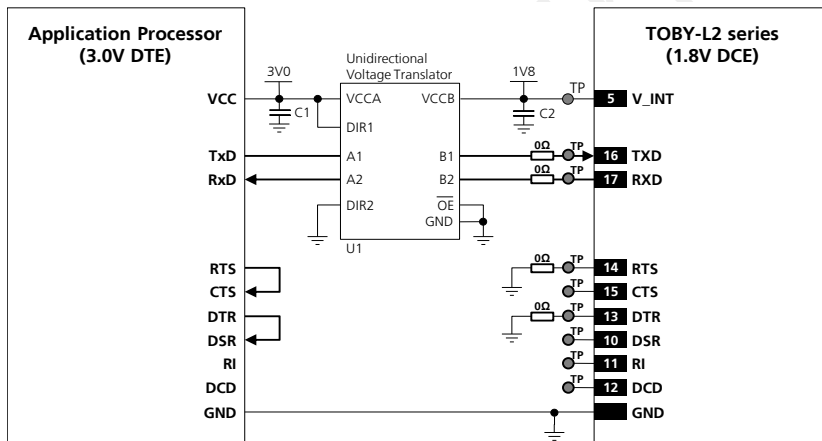 Application Processor
(3.0V DTE)
TOBY-L2 series
(1.8V DCE)
Unidirectional
Voltage Translator
3V0
1V8
TP
VCC
VCCA
VCCB
5
V_INT
C1
C2
DIR1
TxD
A1
B1
0Ω
TP
16
TXD
RxD
A2
B2
0Ω
TP
17
RXD
DIR2
OE
GND
U1
RTS
0Ω
TP
14
RTS
CTS
TP
15
CTS
DTR
0Ω
TP
13
DTR
DSR
TP
10
DSR
RI
TP
11
RI
DCD
TP
12
DCD
GND
GND